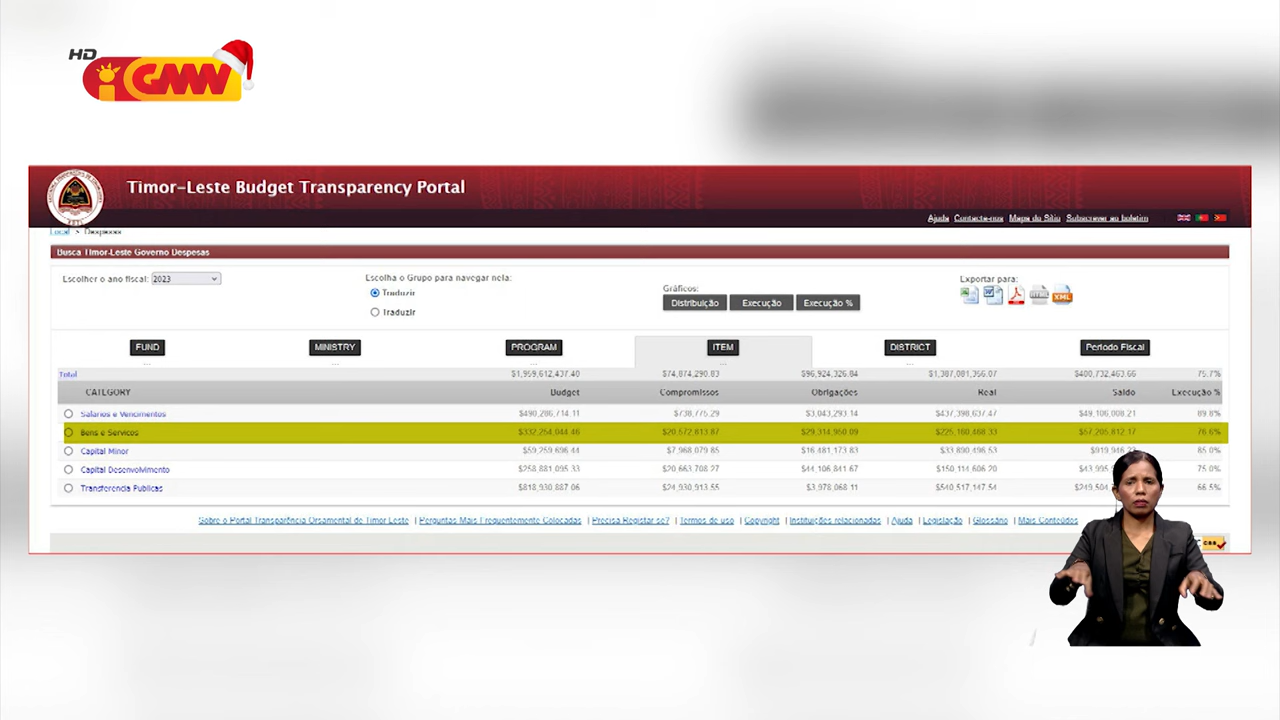 HD
iGMN
Timor-Leste Budget Transparency Portal
Ajuda Contacte-nos Mapa do Sítio Subscrever ao boletim
Local > Despesas
Busca Timor-Leste Governo Despesas
Escolher o ano fiscal: 2023
Escolha o Grupo para navegar nela:
Traduzir
Traduzir
Gráficos:
Distribuição Execução Execução %
Exportar para:
FUND MINISTRY PROGRAM ITEM DISTRICT Periodo Fiscal
Total $1,959,612,437.40 $74,874,290.83 $96,924,326.84 $1,387,081,356.07 $400,732,463.66 75.7%
CATEGORY Budget Compromissos Obrigações Real Saldo Execução %
Salarios e Vencimentos $490,286,714.11 $738,775.29 $3,043,293.14 $437,398,637.47 $49,106,008.21 89.8%
Bens e Servicos $332,254,044.46 $20,572,813.87 $29,314,950.09 $225,160,468.33 $57,205,812.17 76.6%
Capital Minor $59,259,696.44 $7,968,079.85 $16,481,173.83 $33,890,496.53 85.0%
Capital Desenvolvimento $258,881,095.33 $20,663,708.27 $44,106,841.67 $150,114,606.20 75.0%
Transferencia Publicas $818,930,887.06 $24,930,913.55 $3,978,068.11 $540,517,147.54 66.5%
Sobre o Portal Transparência Orsamental de Timor Leste | Perguntas Mais Frequentemente Colocadas | Precisa Registar-se? | Termos de uso | Copyright | Instituições relacionadas | Ajuda | Legislação | Glossário | Mais Conteúdos